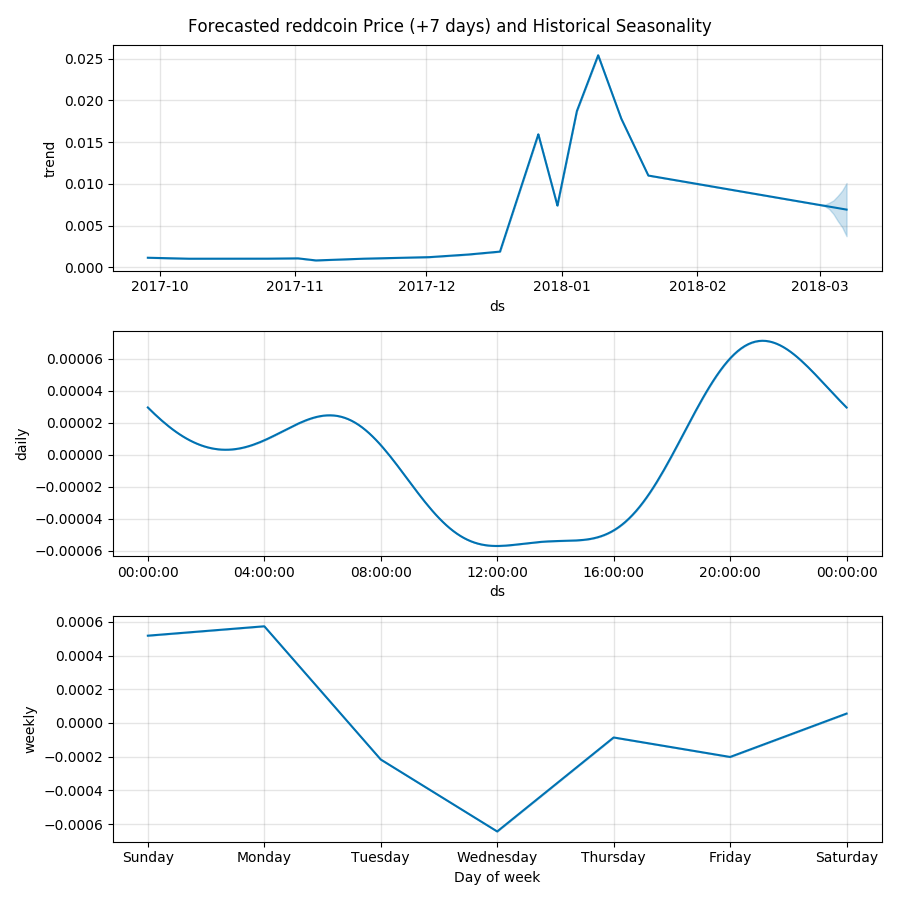 Forecasted reddcoin Price (+7 days) and Historical Seasonality
trend
0.025
0.020
0.015
0.010
0.005
0.000
2017-10 2017-11 2017-12 2018-01 2018-02 2018-03
ds
daily
0.00006
0.00004
0.00002
0.00000
−0.00002
−0.00004
−0.00006
00:00:00 04:00:00 08:00:00 12:00:00 16:00:00 20:00:00 00:00:00
ds
weekly
0.0006
0.0004
0.0002
0.0000
−0.0002
−0.0004
−0.0006
Sunday Monday Tuesday Wednesday Thursday Friday Saturday
Day of week